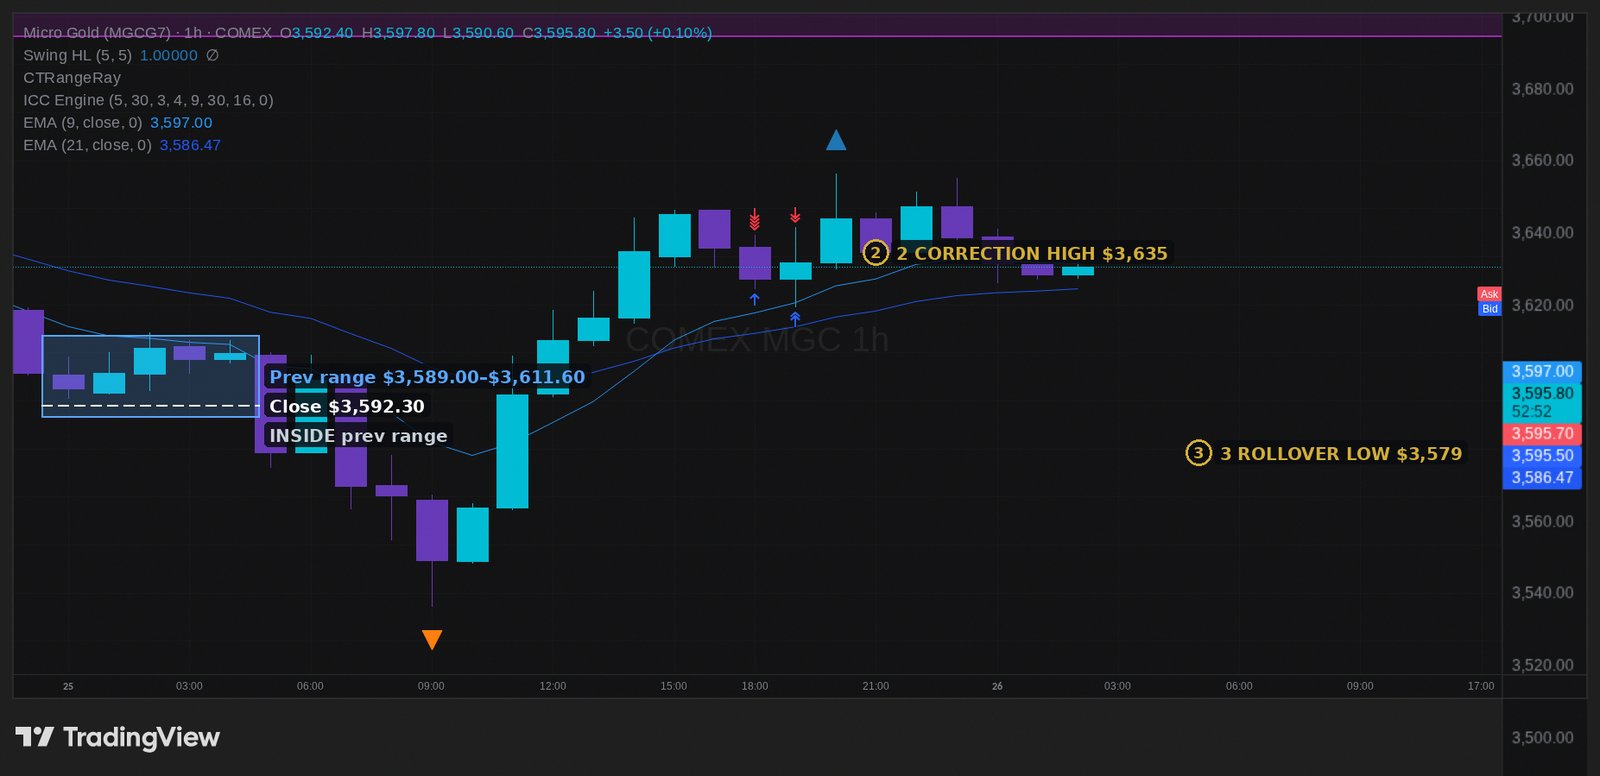 Micro Gold (MGCG7) · 1h · COMEX O3,592.40 H3,597.80 L3,590.60 C3,595.80 +3.50 (+0.10%)
Swing HL (5, 5) 1.00000 ∅
CTRangeRay
ICC Engine (5, 30, 3, 4, 9, 30, 16, 0)
EMA (9, close, 0) 3,597.00
EMA (21, close, 0) 3,586.47
3,700.00
3,680.00
3,660.00
3,640.00
3,620.00
2 2 CORRECTION HIGH $3,635
Ask
Bid
COMEX MGC 1h
Prev range $3,589.00–$3,611.60
Close $3,592.30
INSIDE prev range
3,597.00
3,595.80
52:52
3,595.70
3,595.50
3,586.47
3 3 ROLLOVER LOW $3,579
3,560.00
3,540.00
3,520.00
3,500.00
25 03:00 06:00 09:00 12:00 15:00 18:00 21:00 26 03:00 06:00 09:00 17:00
TradingView